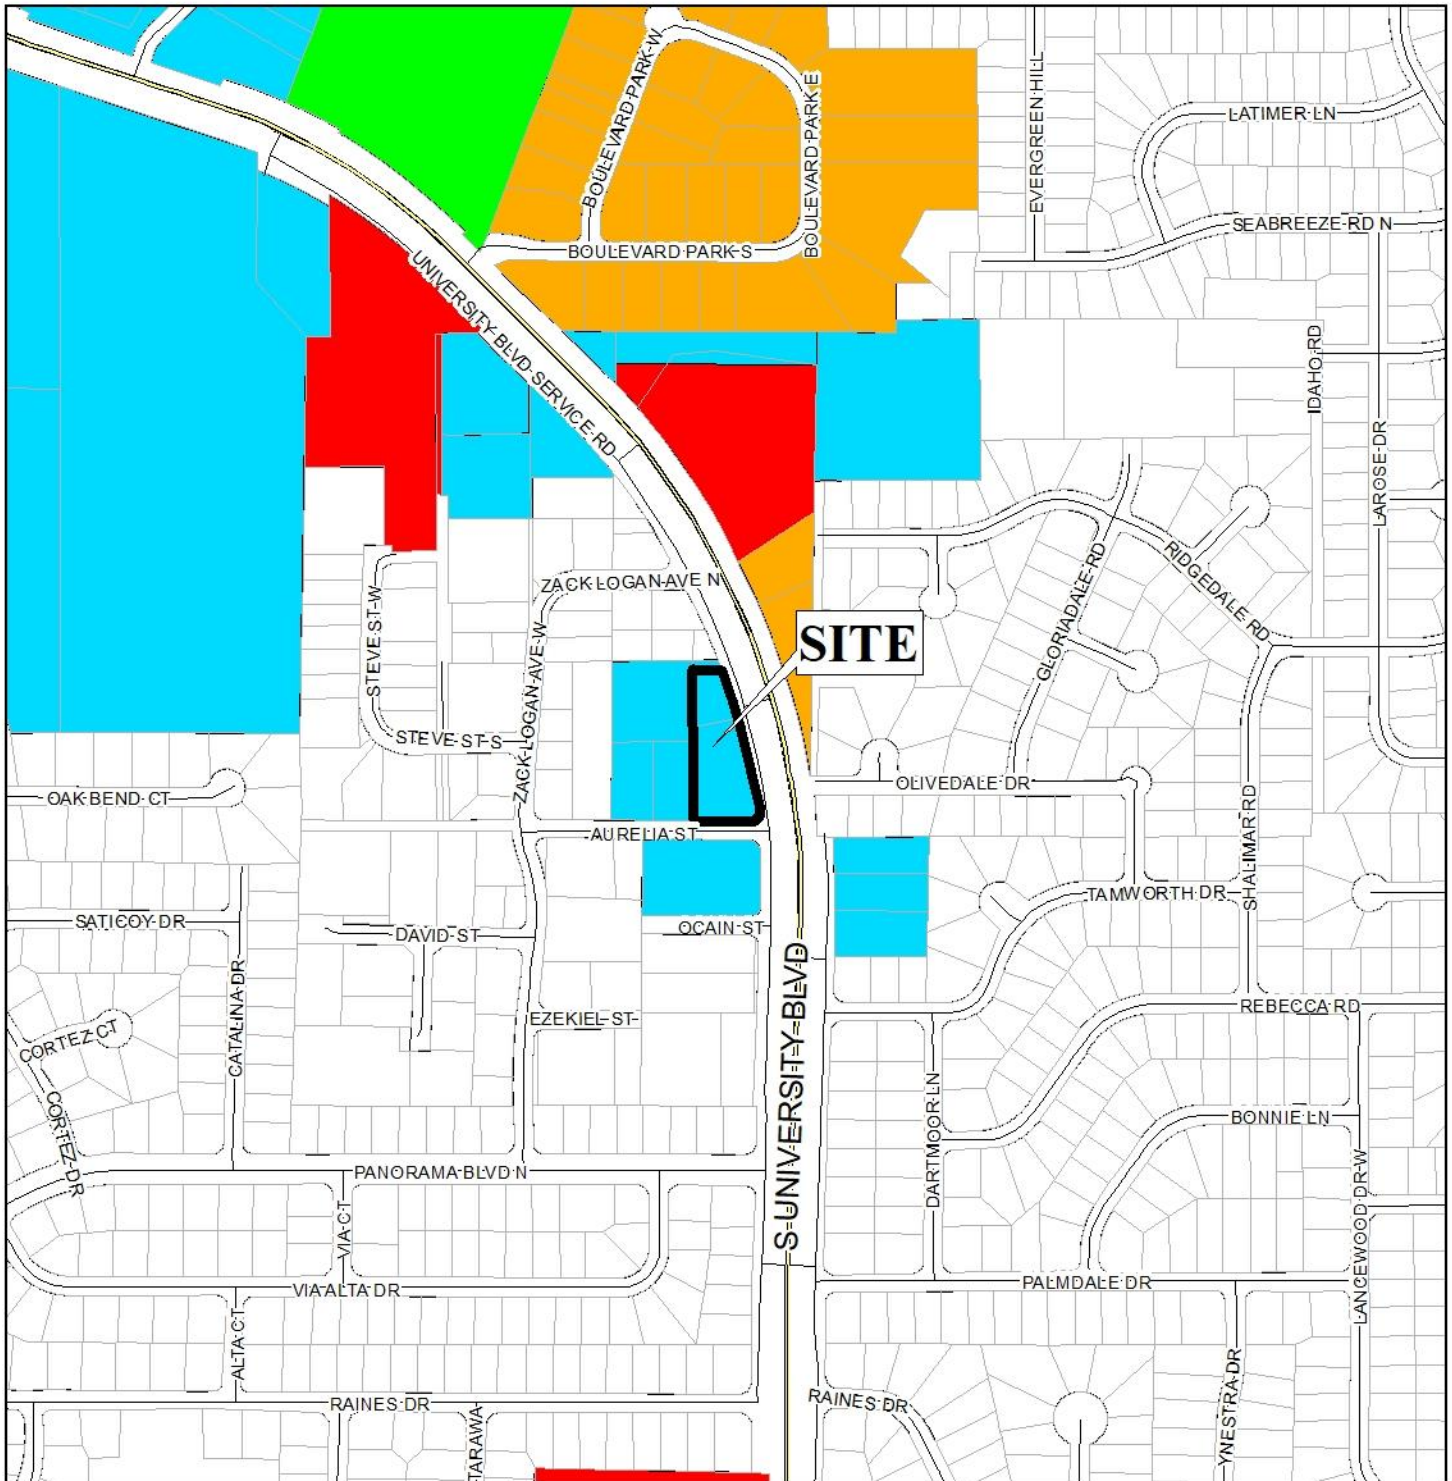 BOULEVARD PARK W
BOULEVARD PARK E
EVERGREEN HILL
LATIMER LN
SEABREEZE RD N
BOULEVARD PARK S
UNIVERSITY BLVD SERVICE RD
IDAHO RD
LAROSE DR
ZACK LOGAN AVE N
RIDGEDALE RD
GLORIADALE RD
SITE
STEVE ST W
ZACK LOGAN AVE W
STEVE ST S
OAK BEND CT
OLIVEDALE DR
SHALIMAR RD
AURELIA ST
TAMWORTH DR
SATICOY DR
DAVID ST
OCAIN ST
CATALINA DR
S UNIVERSITY BLVD
EZEKIEL ST
REBECCA RD
CORTEZ CT
CORTEZ DR
DARTMOOR LN
BONNIE LN
PANORAMA BLVD N
VIA CT
LANCEWOOD DR W
VIA ALTA DR
PALMDALE DR
ALTA CT
RAINES DR
RAINES DR
YNESTRA DR
TARAWA